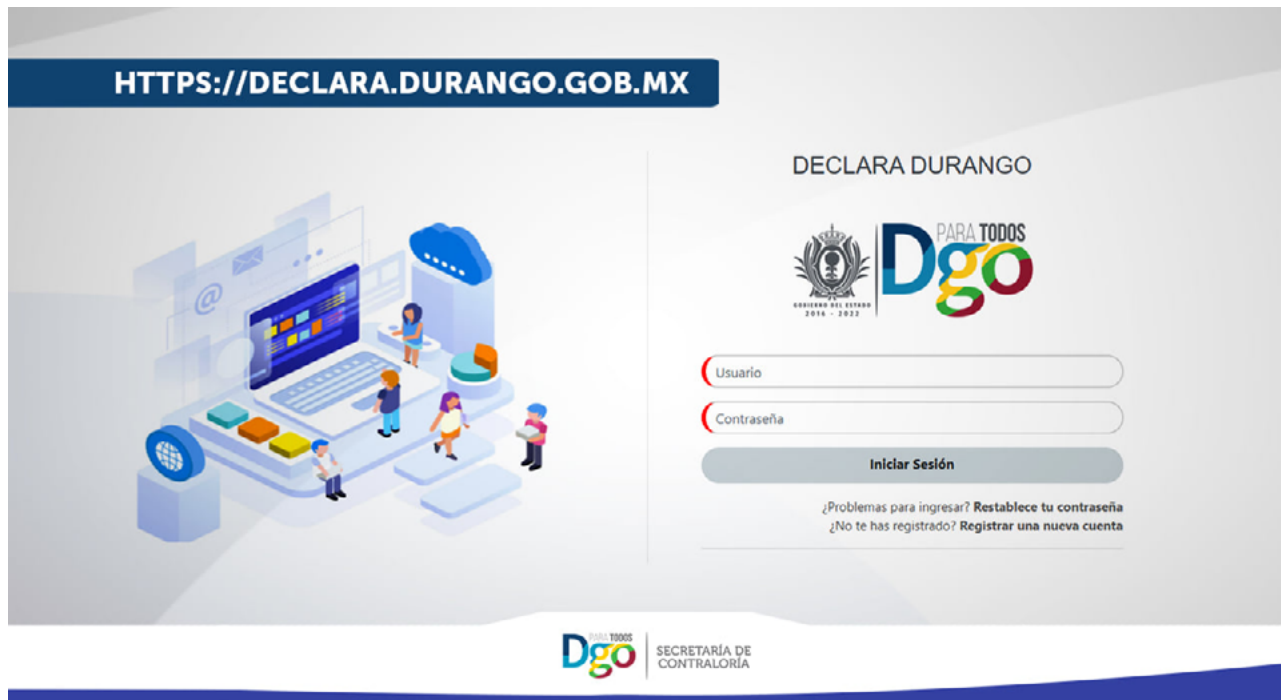 HTTPS://DECLARA.DURANGO.GOB.MX
DECLARA DURANGO
PARA TODOS
Dgo
GOBIERNO DEL ESTADO
2016 - 2022
@
Usuario
Contraseña
Iniciar Sesión
¿Problemas para ingresar? Restablece tu contraseña
¿No te has registrado? Registrar una nueva cuenta
PARA TODOS
Dgo
SECRETARÍA DE
CONTRALORÍA